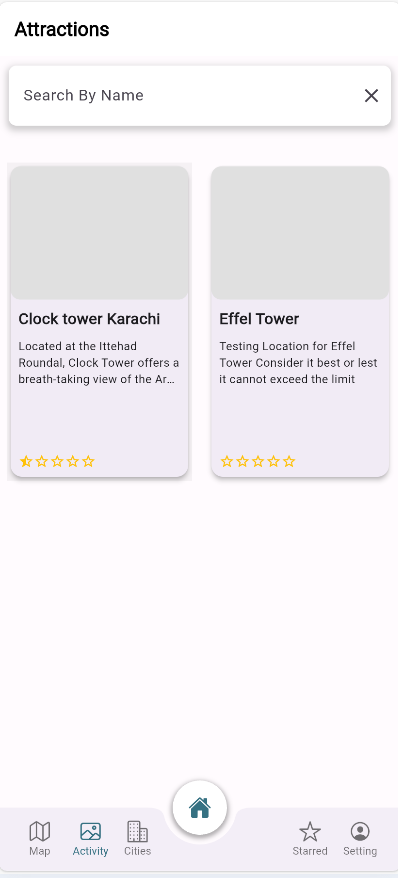 Attractions
Search By Name
Clock tower Karachi
Located at the Ittehad
Roundal, Clock Tower offers a
breath-taking view of the Ar...
Effel Tower
Testing Location for Effel
Tower Consider it best or lest
it cannot exceed the limit
Map
Activity
Cities
Starred
Setting